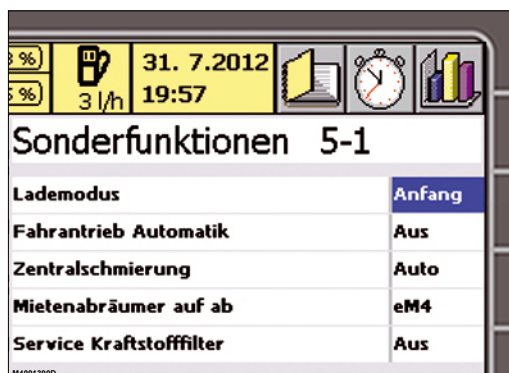 %)
31. 7.2012
%)
3 l/h
19:57
Sonderfunktionen 5-1
Lademodus Anfang
Fahrantrieb Automatik Aus
Zentralschmierung Auto
Mietenabräumer auf ab eM4
Service Kraftstofffilter Aus